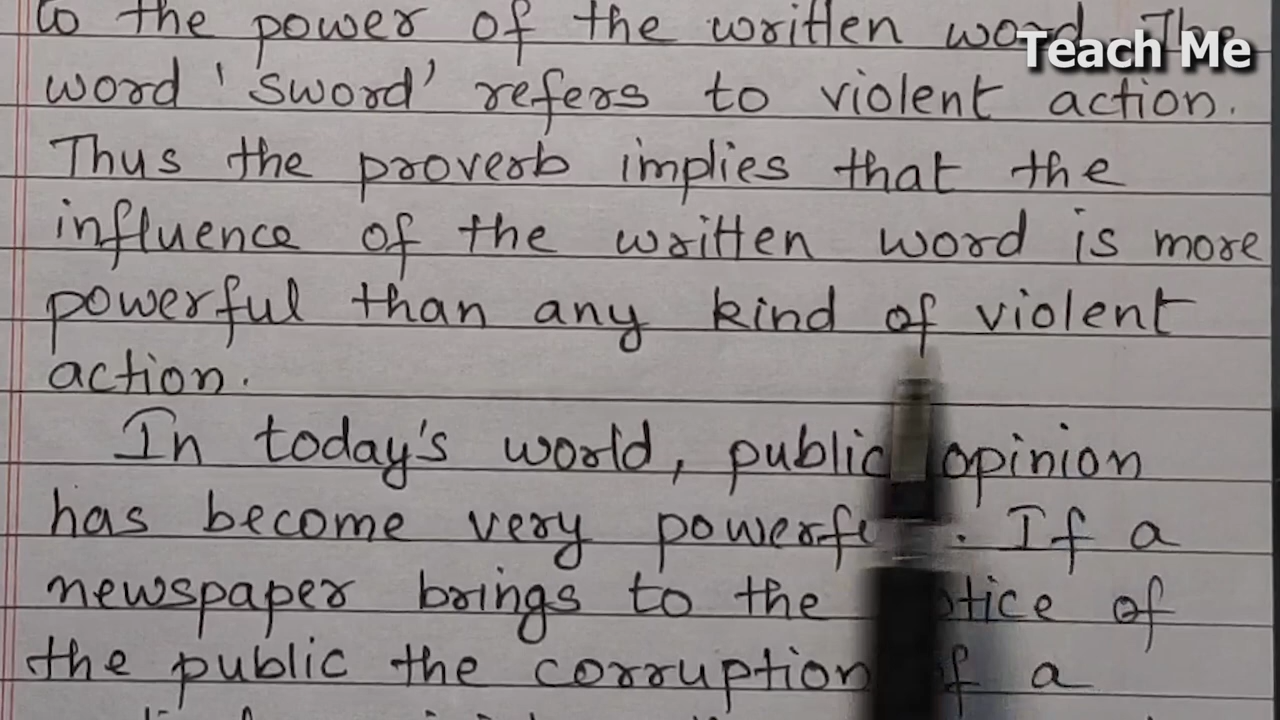 to the power of the written word. The
Teach Me
word 'sword' refers to violent action.
Thus the proverb implies that the
influence of the written word is more
powerful than any kind of violent
action.
In today's world, public opinion
has become very . If a
newspaper brings to the of
the public the corruption a